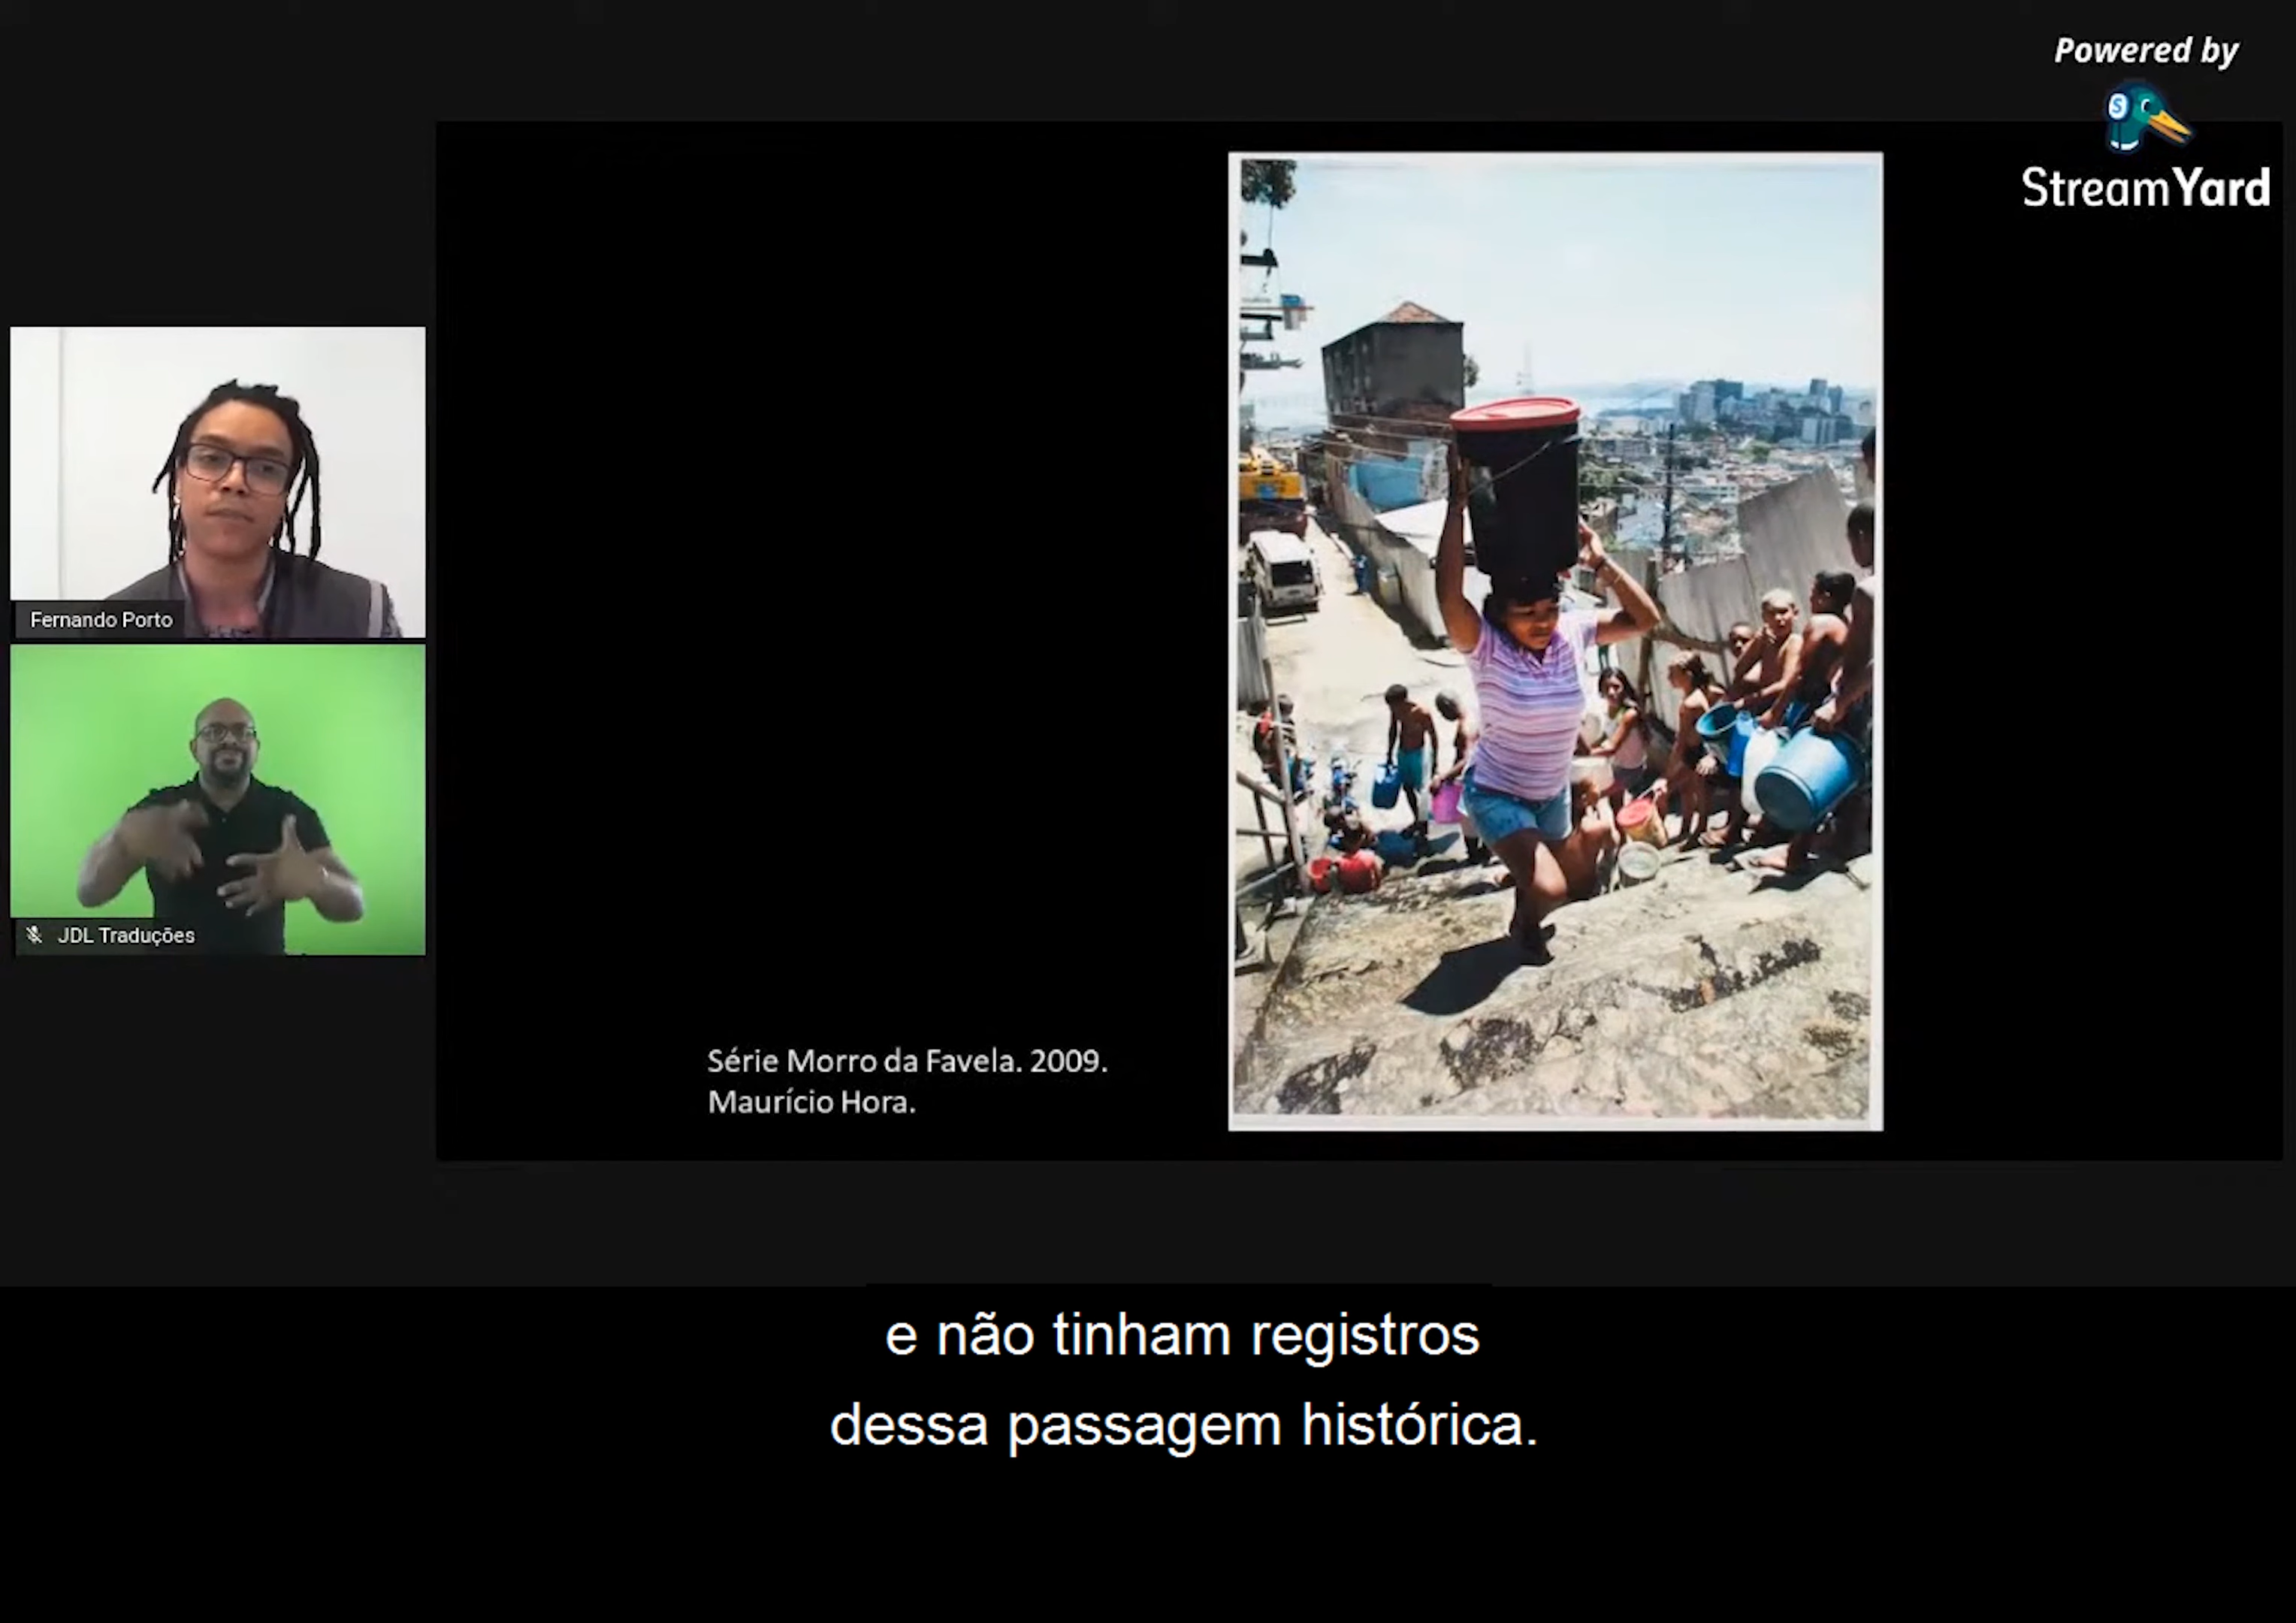 Powered by
StreamYard
Fernando Porto
JDL Traduções
Série Morro da Favela. 2009.
Maurício Hora.
e não tinham registros
dessa passagem histórica.